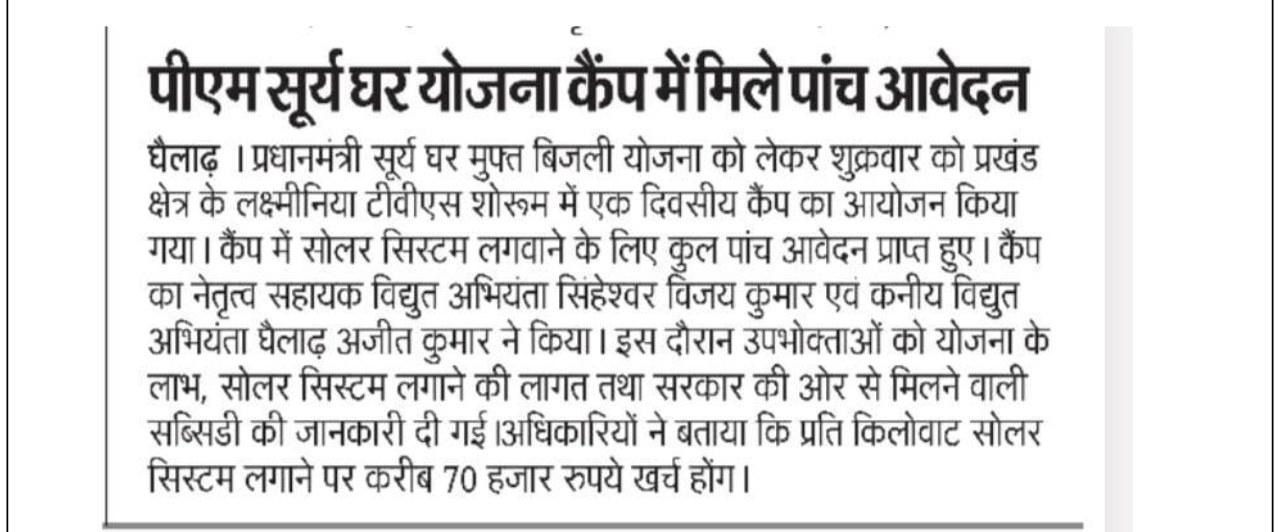 पीएम सूर्य घर योजना कैंप में मिले पांच आवेदन
घैलाढ़ । प्रधानमंत्री सूर्य घर मुफ्त बिजली योजना को लेकर शुक्रवार को प्रखंड
क्षेत्र के लक्ष्मीनिया टीवीएस शोरूम में एक दिवसीय कैंप का आयोजन किया
गया। कैंप में सोलर सिस्टम लगवाने के लिए कुल पांच आवेदन प्राप्त हुए। कैंप
का नेतृत्व सहायक विद्युत अभियंता सिंहेश्वर विजय कुमार एवं कनीय विद्युत
अभियंता घैलाढ़ अजीत कुमार ने किया। इस दौरान उपभोक्ताओं को योजना के
लाभ, सोलर सिस्टम लगाने की लागत तथा सरकार की ओर से मिलने वाली
सब्सिडी की जानकारी दी गई।अधिकारियों ने बताया कि प्रति किलोवाट सोलर
सिस्टम लगाने पर करीब 70 हजार रुपये खर्च होंग।